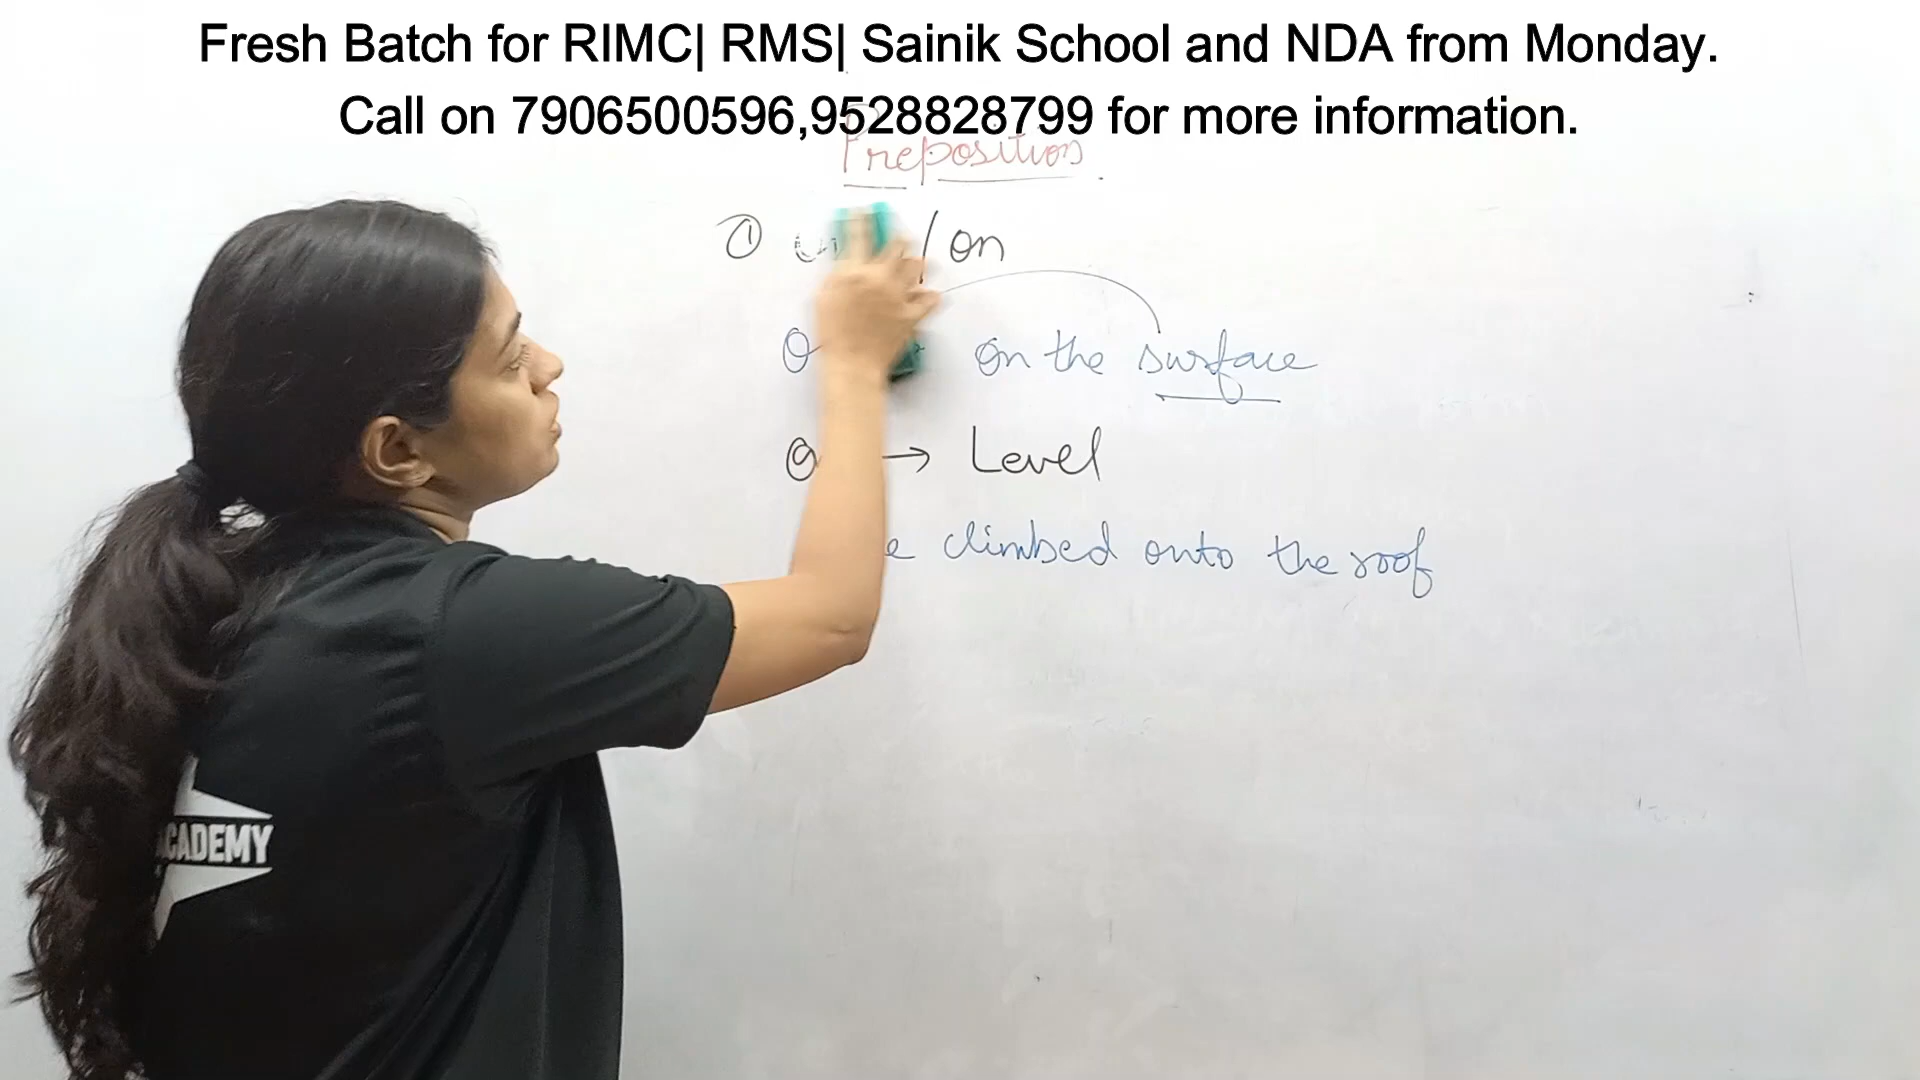 Fresh Batch for RIMC| RMS| Sainik School and NDA from Monday.
Call on 7906500596,9528828799 for more information.
Preposition
① / on
on the surface
→ Level
climbed onto the roof
ACADEMY